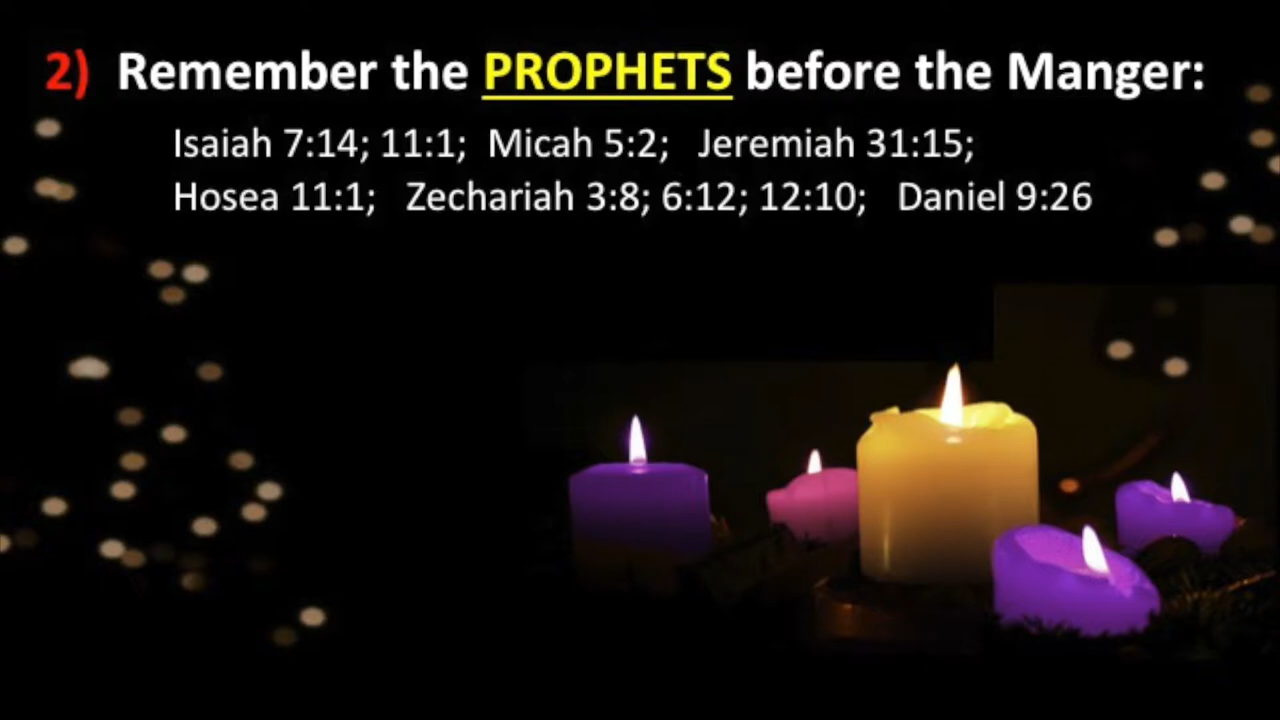 2) Remember the PROPHETS before the Manger:
Isaiah 7:14; 11:1; Micah 5:2; Jeremiah 31:15;
Hosea 11:1; Zechariah 3:8; 6:12; 12:10; Daniel 9:26